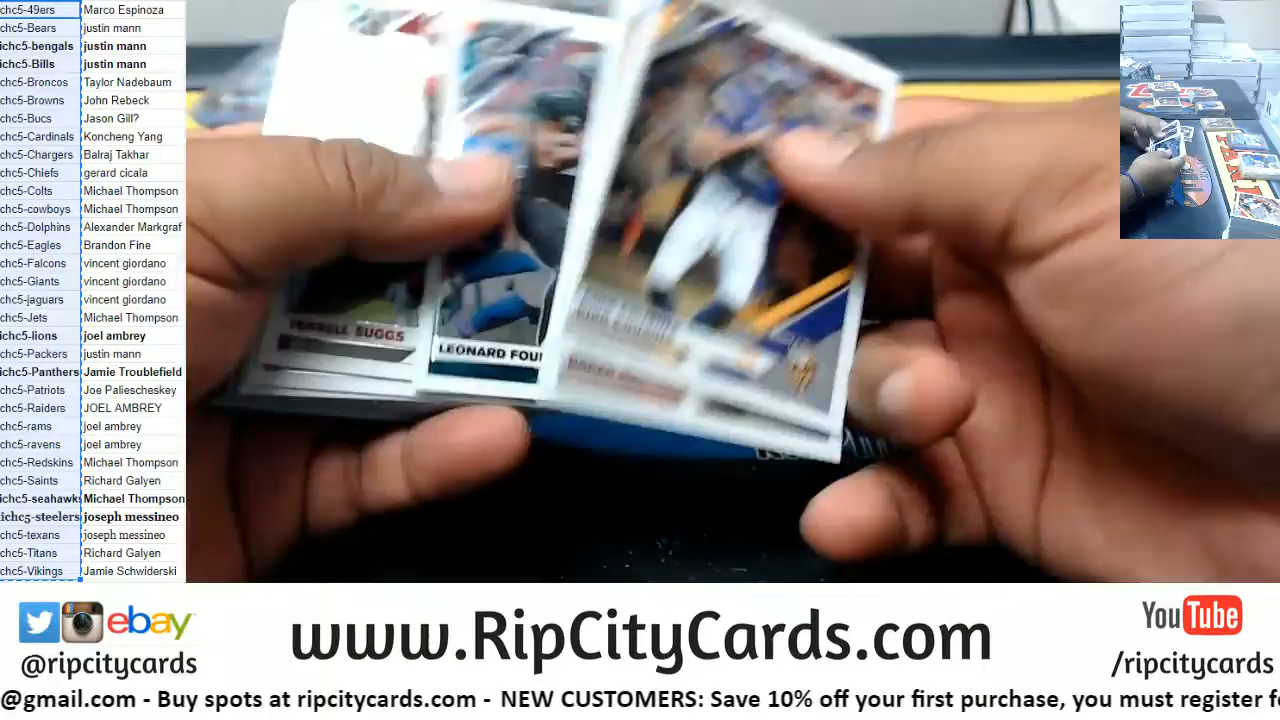 chc5-49ers Marco Espinoza
chc5-Bears justin mann
ichc5-bengals justin mann
ichc5-Bills justin mann
chc5-Broncos Taylor Nadebaum
chc5-Browns John Rebeck
chc5-Bucs Jason Gill?
chc5-Cardinals Koncheng Yang
chc5-Chargers Balraj Takhar
chc5-Chiefs gerard cicala
chc5-Colts Michael Thompson
chc5-cowboys Michael Thompson
chc5-Dolphins Alexander Markgraf
chc5-Eagles Brandon Fine
chc5-Falcons vincent giordano
chc5-Giants vincent giordano
chc5-jaguars vincent giordano
chc5-Jets Michael Thompson
ichc5-lions joel ambrey
chc5-Packers justin mann
ichc5-Panthers Jamie Troublefield
chc5-Patriots Joe Paliescheskey
chc5-Raiders JOEL AMBREY
chc5-rams joel ambrey
chc5-ravens joel ambrey
chc5-Redskins Michael Thompson
chc5-Saints Richard Galyen
ichc5-seahawks Michael Thompson
ichc5-steelers joseph messineo
chc5-texans joseph messineo
chc5-Titans Richard Galyen
chc5-Vikings Jamie Schwiderski
TERRELL SUGGS
LEONARD FOU
ebay
@ripcitycards
www.RipCityCards.com
YouTube
/ripcitycards
@gmail.com - Buy spots at ripcitycards.com - NEW CUSTOMERS: Save 10% off your first purchase, you must register fo